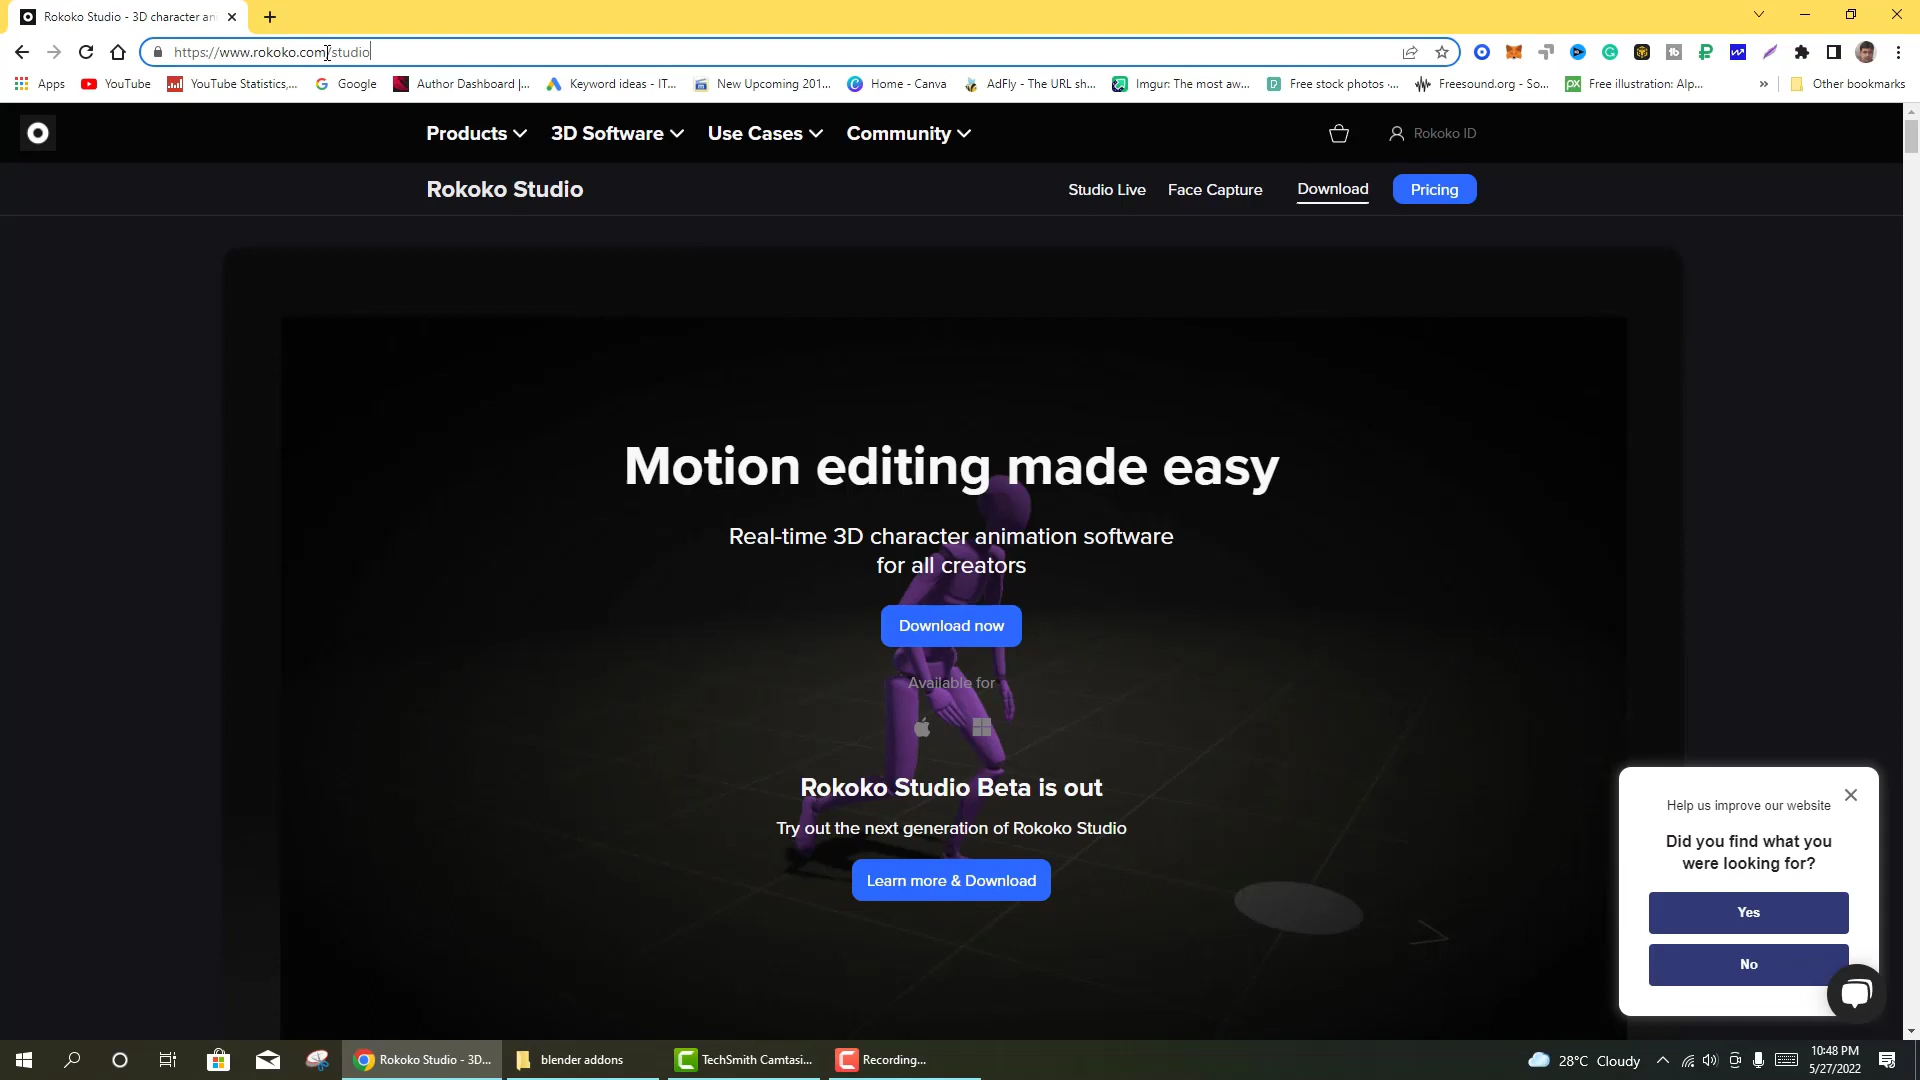 Rokoko Studio - 3D character an
https://www.rokoko.com/studio
Apps
YouTube
YouTube Statistics,...
Google
Author Dashboard |...
Keyword ideas - IT...
New Upcoming 201...
Home - Canva
AdFly - The URL sh...
Imgur: The most aw...
Free stock photos ·...
Freesound.org - So...
Free illustration: Alp...
»
Other bookmarks
Products
3D Software
Use Cases
Community
Rokoko ID
Rokoko Studio
Studio Live
Face Capture
Download
Pricing
Motion editing made easy
Real-time 3D character animation software
for all creators
Download now
Available for
Rokoko Studio Beta is out
Try out the next generation of Rokoko Studio
Learn more & Download
Help us improve our website
Did you find what you
were looking for?
Yes
No
Rokoko Studio - 3D...
blender addons
TechSmith Camtasi...
Recording...
28°C Cloudy
10:48 PM
5/27/2022